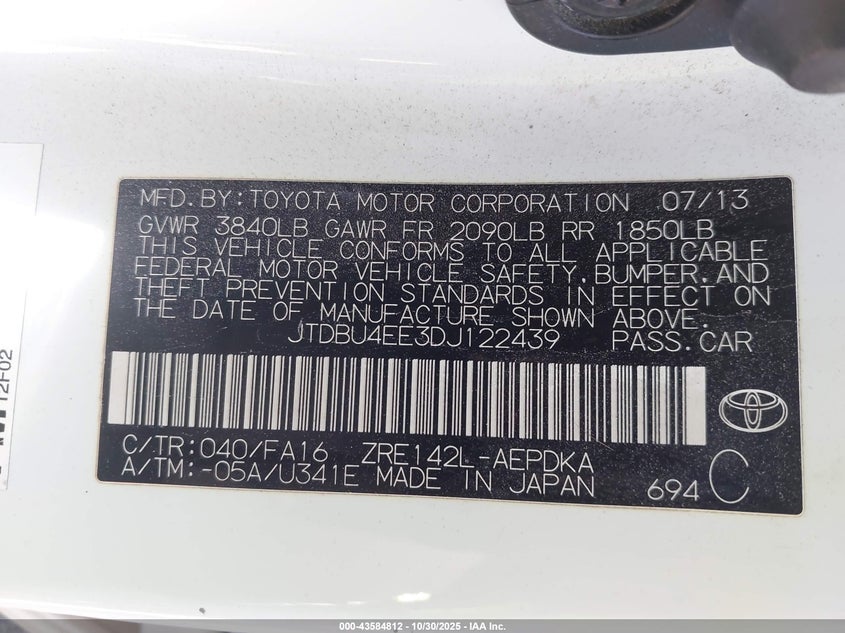 MFD.BY:TOYOTA MOTOR CORPORATION 07/13
GVWR 3840LB GAWR FR 2090LB RR 1850LB
THIS VEHICLE CONFORMS TO ALL APPLICABLE
FEDERAL MOTOR VEHICLE SAFETY,BUMPER,AND
THEFT PREVENTION STANDARDS IN EFFECT ON
THE DATE OF MANUFACTURE SHOWN ABOVE.
JTDBU4EE3DJ122439 PASS.CAR
C/TR:040/FA16 ZRE142L-AEPDKA
A/TM:-05A/U341E MADE IN JAPAN
694 C
12F02
000-43584812 - 10/30/2025 - IAA Inc.